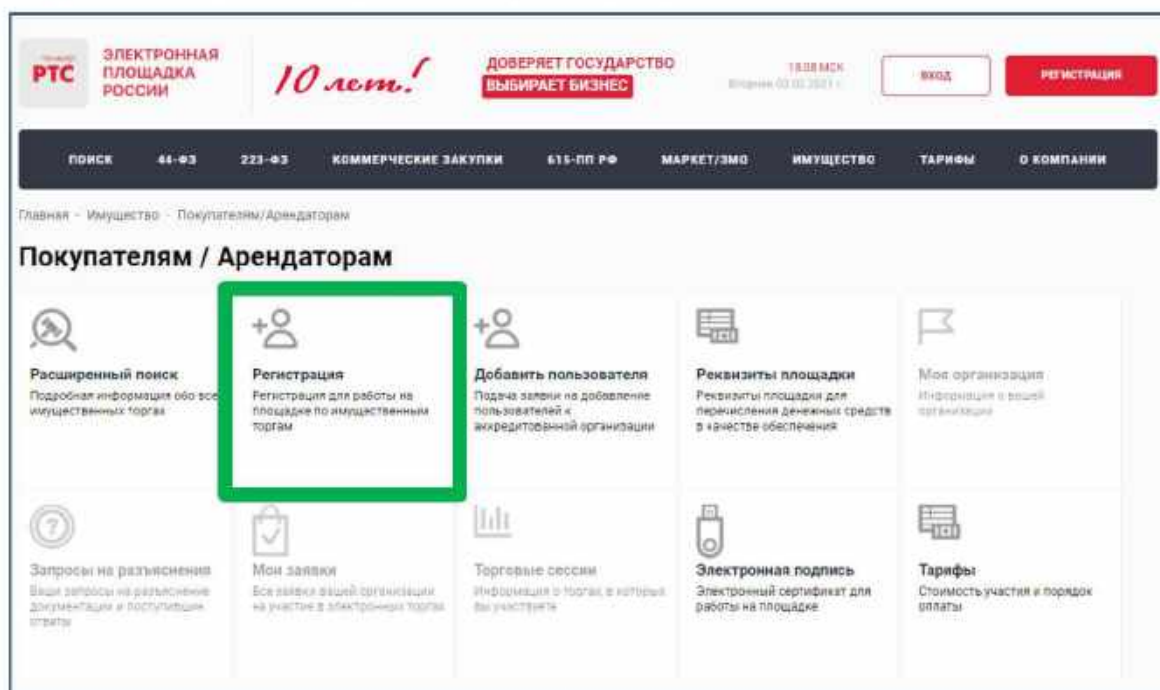 РТС
ЭЛЕКТРОННАЯ
ПЛОЩАДКА
РОССИИ
10 лет!
ДОВЕРЯЕТ ГОСУДАРСТВО
ВЫБИРАЕТ БИЗНЕС
18:08 МСК
Вторник
ВХОД
РЕГИСТРАЦИЯ
ПОИСК 44-ФЗ 223-ФЗ КОММЕРЧЕСКИЕ ЗАКУПКИ 615-ПП РФ МАРКЕТ/ЗМО ИМУЩЕСТВО ТАРИФЫ О КОМПАНИИ
Главная - Имущество - Покупателям/Арендаторам
Покупателям / Арендаторам
Расширенный поиск
Подробная информация обо все
имущественных торгах
Регистрация
Регистрация для работы на
площадке по имущественным
торгам
Добавить пользователя
Подача заявки на добавление
пользователей к
аккредитованной организации
Реквизиты площадки
Реквизиты площадки для
перечисления денежных средств
в качестве обеспечения
Моя организация
Информация о вашей
организации
Запросы на разъяснения
Ваши запросы на разъяснение
документации и поступившие
ответы
Мои заявки
Все заявки вашей организации
на участие в электронных торгах
Торговые сессии
Информация о торгах, в которых
вы участвуете
Электронная подпись
Электронный сертификат для
работы на площадке
Тарифы
Стоимость участия и порядок
оплаты